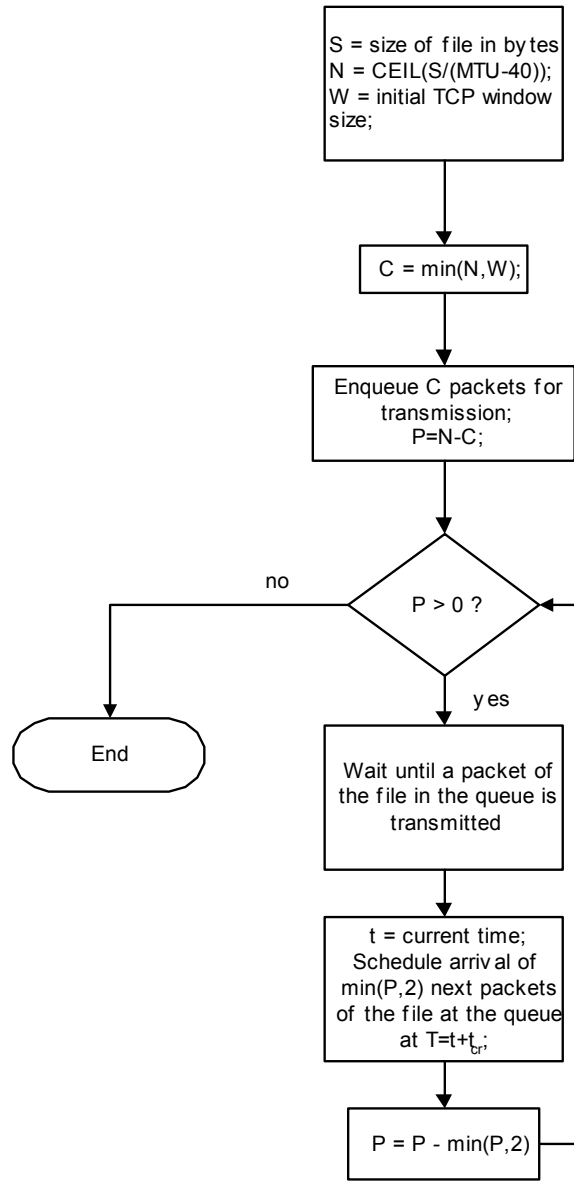 S = size of file in bytes
N = CEIL(S/(MTU-40));
W = initial TCP window
size;
C = min(N,W);
Enqueue C packets for
transmission;
P=N-C;
P > 0 ?
no
yes
End
Wait until a packet of
the file in the queue is
transmitted
t = current time;
Schedule arrival of
min(P,2) next packets
of the file at the queue
at T=t+tcr;
P = P - min(P,2)